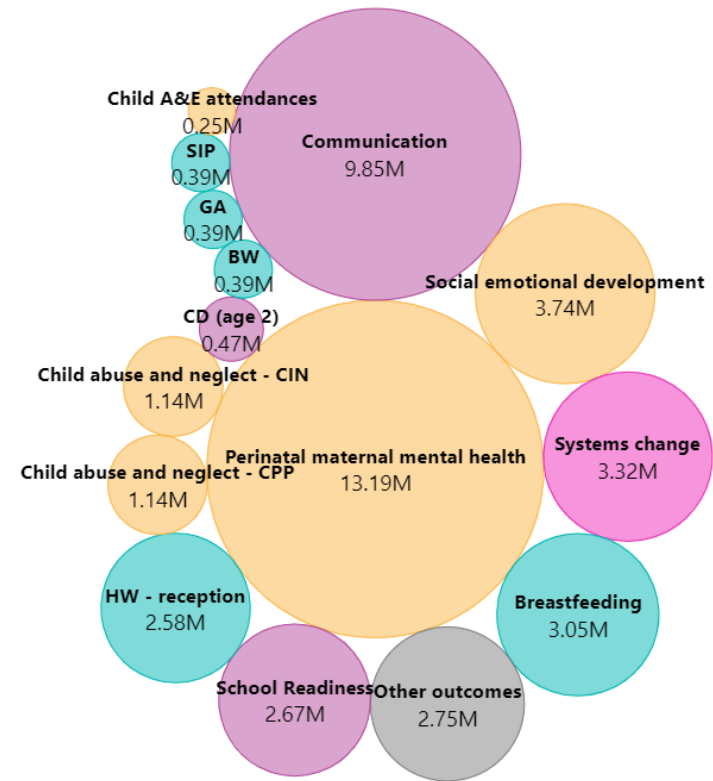 Child A&E attendances
0.25M
Communication
9.85M
SIP
0.39M
GA
0.39M
BW
0.39M
Social emotional development
3.74M
CD (age 2)
0.47M
Child abuse and neglect - CIN
1.14M
Systems change
3.32M
Perinatal maternal mental health
13.19M
Child abuse and neglect - CPP
1.14M
HW - reception
2.58M
Breastfeeding
3.05M
School Readiness
2.67M
Other outcomes
2.75M